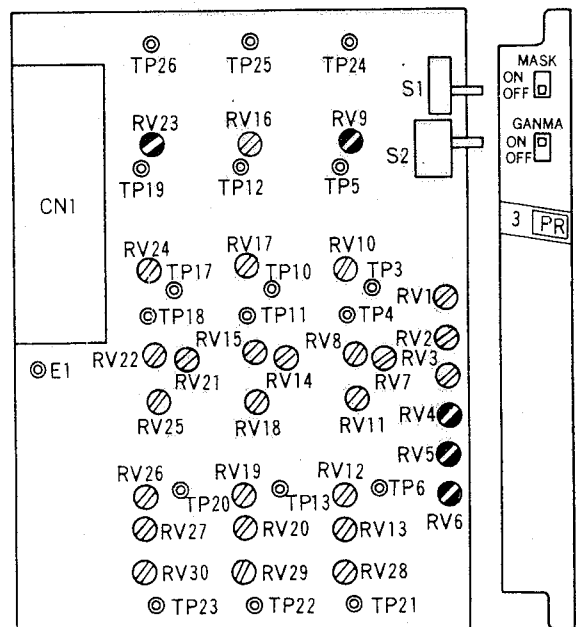 TP26 TP25 TP24
S1
MASK
ON
OFF
RV23 RV16 RV9
GANMA
ON
OFF
S2
TP19 TP12 TP5
CN1
3 PR
RV24 RV17 RV10
TP17 TP10 TP3
RV1
TP18 TP11 TP4
RV15 RV8 RV2
RV22 RV3
E1
RV21 RV14 RV7
RV25 RV18 RV11
RV4
RV5
RV26 RV19 RV12
TP20 TP13 TP6
RV6
RV27 RV20 RV13
RV30 RV29 RV28
TP23 TP22 TP21